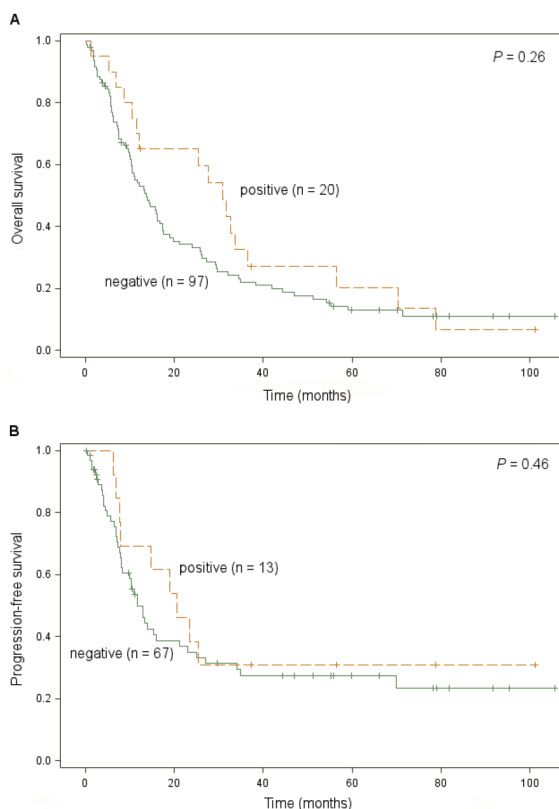 A
1.0
P = 0.26
0.8
0.6
Overall survival
positive (n = 20)
0.4
negative (n = 97)
0.2
0.0
0 20 40 60 80 100
Time (months)
B
1.0
P = 0.46
0.8
0.6
Progression-free survival
positive (n = 13)
0.4
negative (n = 67)
0.2
0.0
0 20 40 60 80 100
Time (months)